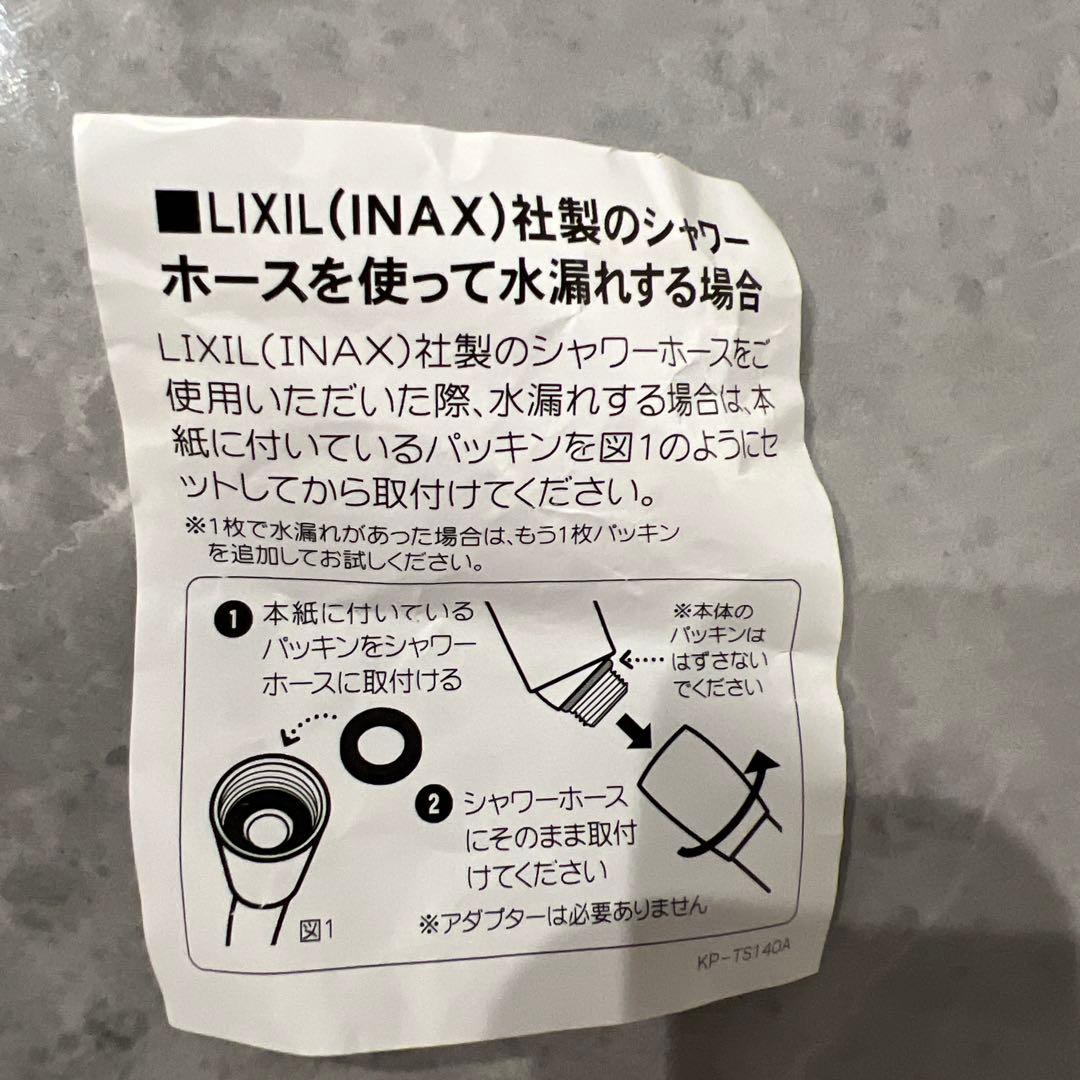 ■LIXIL(INAX)社製のシャワー
ホースを使って水漏れする場合
LIXIL(INAX)社製のシャワーホースをご
使用いただいた際、水漏れする場合は、本
紙に付いているパッキンを図1のようにセ
ットしてから取付けてください。
※1枚で水漏れがあった場合は、もう1枚パッキン
を追加してお試しください。
❶ 本紙に付いている
パッキンをシャワー
ホースに取付ける
※本体の
パッキンは
はずさない
でください
❷ シャワーホース
にそのまま取付
けてください
図1
※アダプターは必要ありません
KP-TS140A